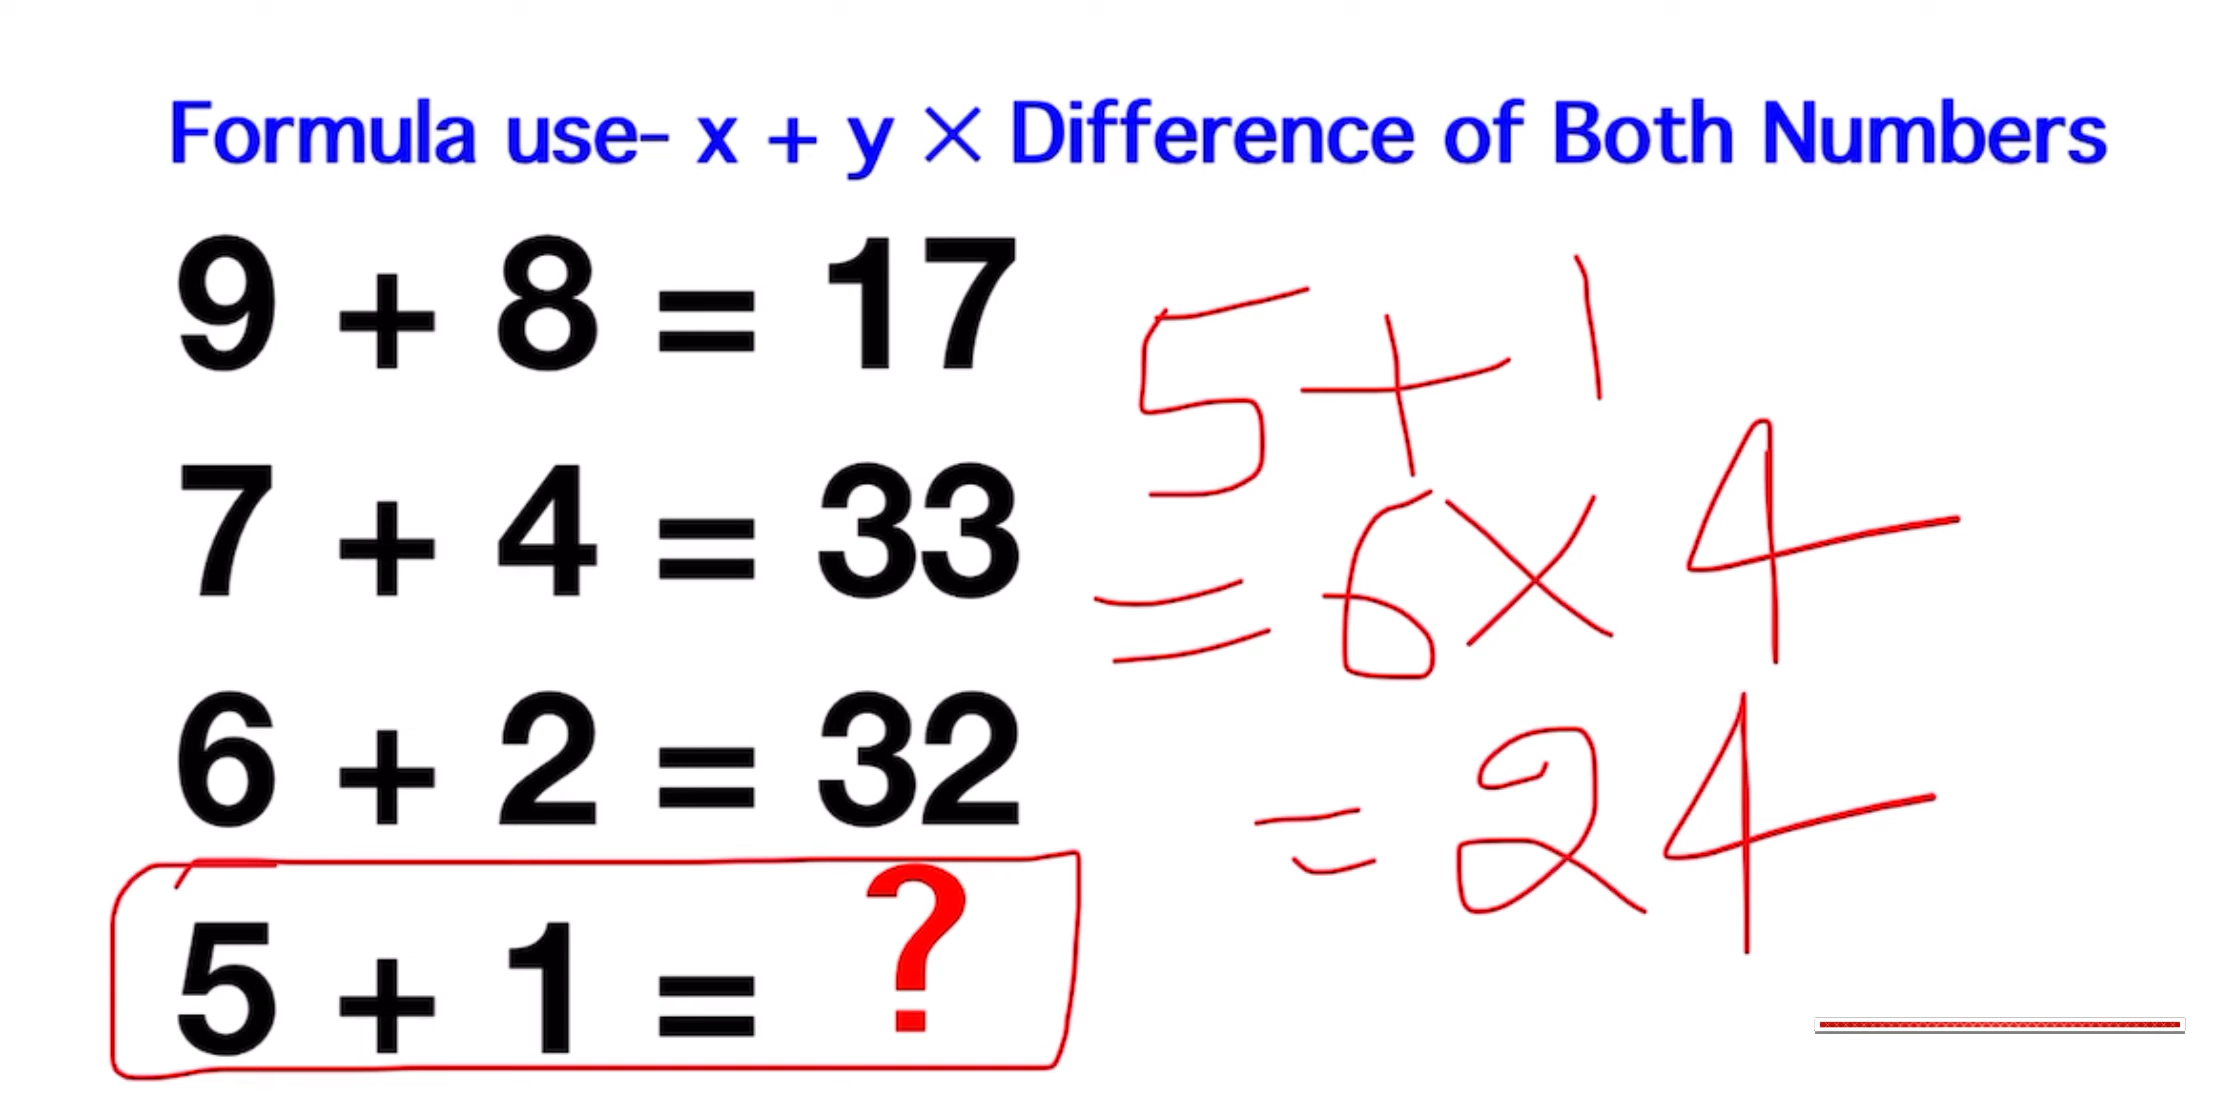 Formula use- x + y × Difference of Both Numbers
9 + 8 = 17
7 + 4 = 33
6 + 2 = 32
5 + 1 = ?
5 + 1
= 6 x 4
= 24